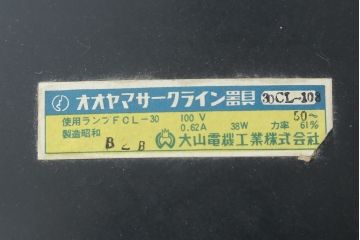 オオヤマサークライン器具 30CL-108
使用ランプFCL-30 100V 50~
0.62A 38W 力率 61%
製造昭和 B2B 大山電機工業株式会社